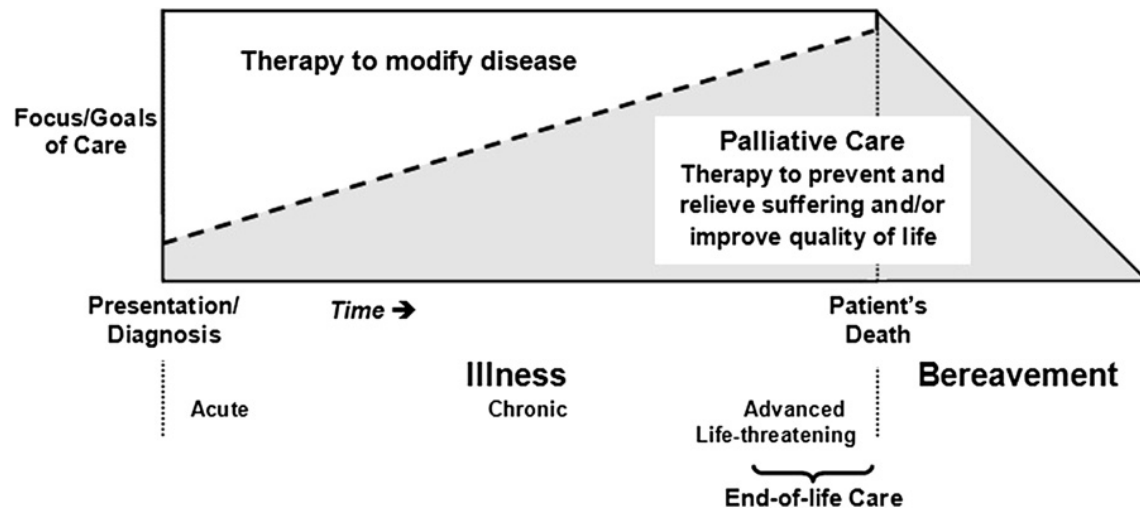 Therapy to modify disease
Focus/Goals
of Care
Palliative Care
Therapy to prevent and
relieve suffering and/or
improve quality of life
Presentation/
Diagnosis
Time ➔
Patient's
Death
Illness
Bereavement
Acute
Chronic
Advanced
Life-threatening
End-of-life Care